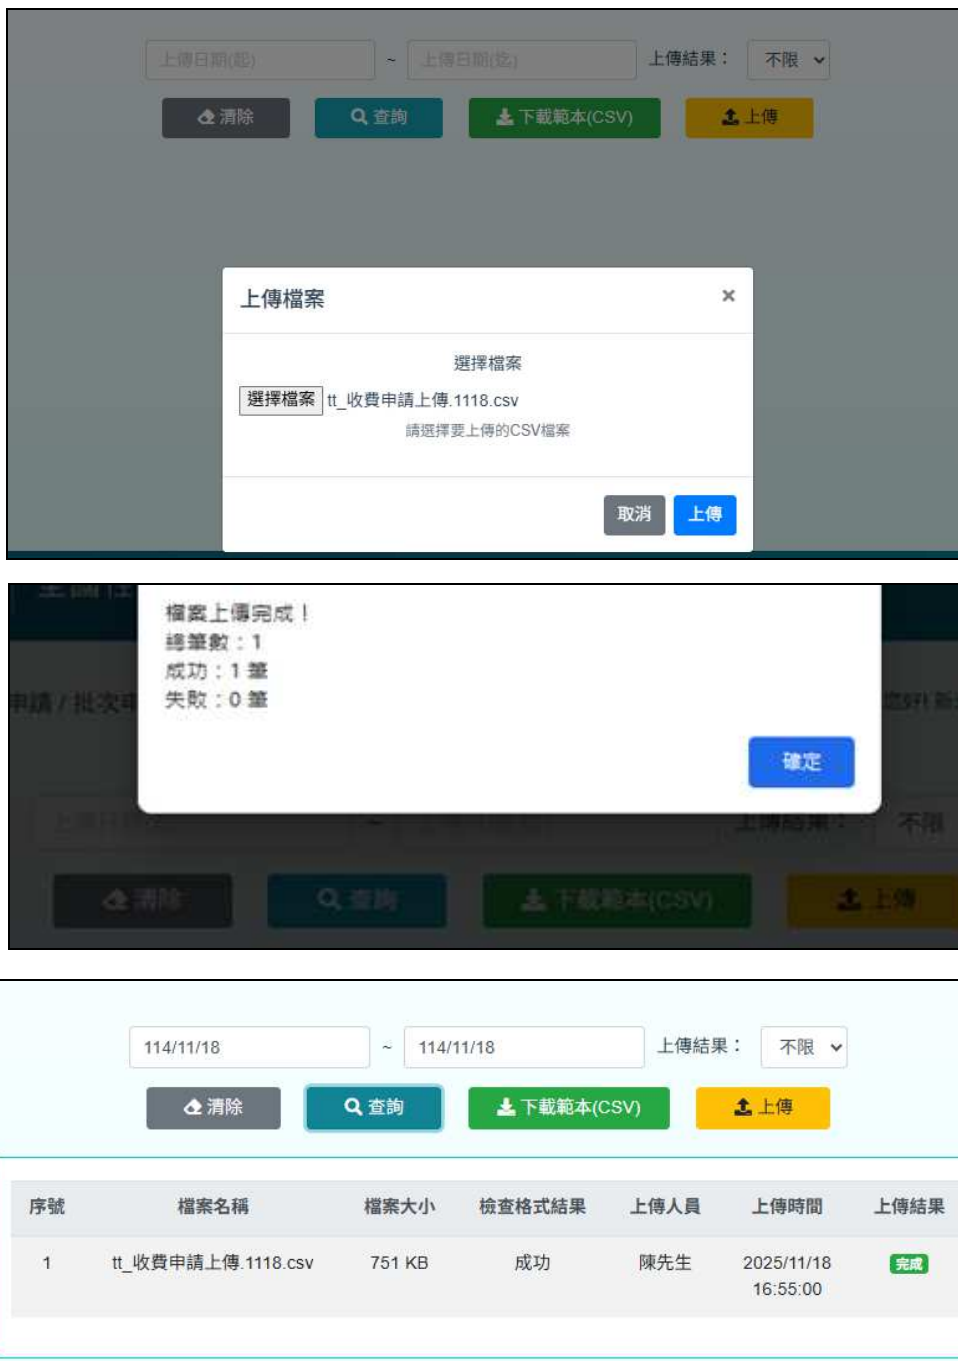 上傳日期(起) ~ 上傳日期(迄) 上傳結果： 不限
清除 查詢 下載範本(CSV) 上傳
上傳檔案 ×
選擇檔案
選擇檔案 tt_收費申請上傳.1118.csv
請選擇要上傳的CSV檔案
取消 上傳
檔案上傳完成！
總筆數：1
成功：1 筆
失敗：0 筆
申請 / 批次申 您好! 新
確定
~ 上傳結果： 不限
清除 查詢 下載範本(CSV) 上傳
114/11/18 ~ 114/11/18 上傳結果： 不限
清除 查詢 下載範本(CSV) 上傳
序號 檔案名稱 檔案大小 檢查格式結果 上傳人員 上傳時間 上傳結果
1 tt_收費申請上傳.1118.csv 751 KB 成功 陳先生 2025/11/18 完成
16:55:00